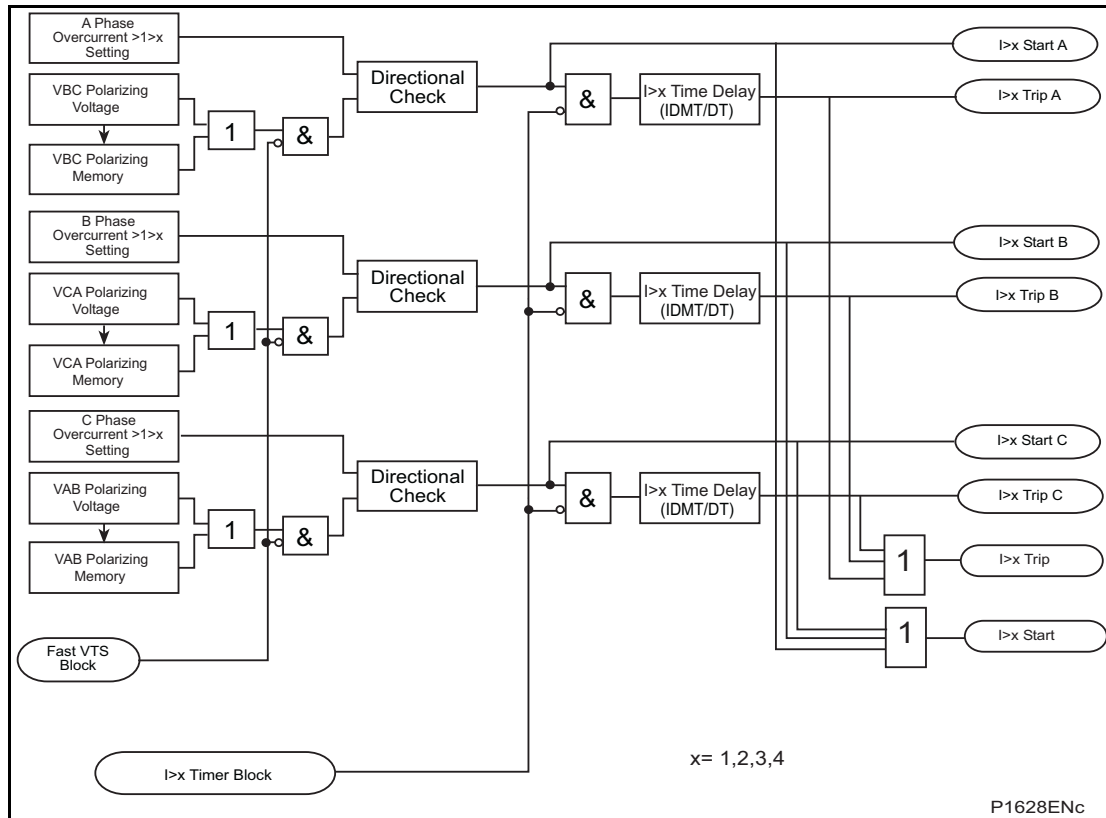 A Phase
Overcurrent >1>x
Setting
VBC Polarizing
Voltage
VBC Polarizing
Memory
1
&
Directional
Check
&
I>x Time Delay
(IDMT/DT)
I>x Start A
I>x Trip A
B Phase
Overcurrent >1>x
Setting
VCA Polarizing
Voltage
VCA Polarizing
Memory
1
&
Directional
Check
&
I>x Time Delay
(IDMT/DT)
I>x Start B
I>x Trip B
C Phase
Overcurrent >1>x
Setting
VAB Polarizing
Voltage
VAB Polarizing
Memory
1
&
Directional
Check
&
I>x Time Delay
(IDMT/DT)
I>x Start C
I>x Trip C
1
I>x Trip
1
I>x Start
Fast VTS
Block
I>x Timer Block
x= 1,2,3,4
P1628ENc